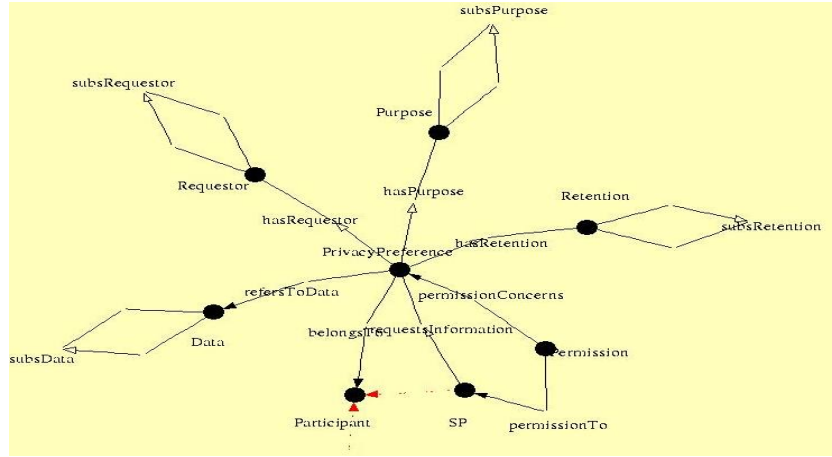 subsPurpose
subsRequestor
Purpose
Requestor
hasPurpose
Retention
hasRequestor
subsRetention
hasRetention
PrivacyPreference
refersToData
permissionConcerns
belongsTo
requestsInformation
Data
Permission
subsData
Participant
SP
permissionTo